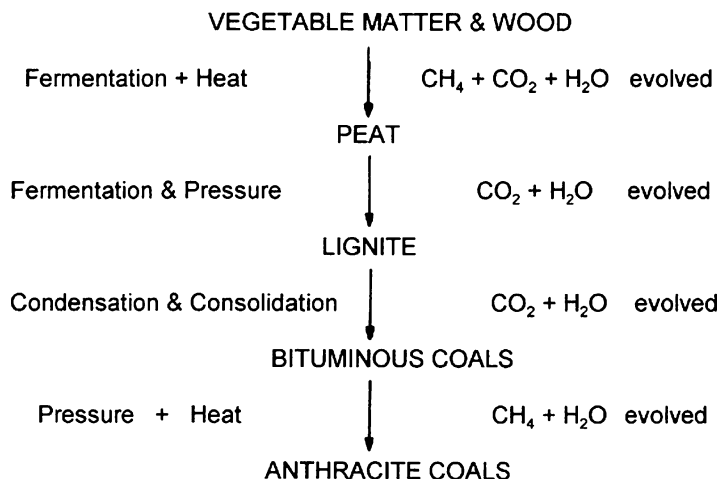 VEGETABLE MATTER & WOOD
Fermentation + Heat CH₄ + CO₂ + H₂O evolved
PEAT
Fermentation & Pressure CO₂ + H₂O evolved
LIGNITE
Condensation & Consolidation CO₂ + H₂O evolved
BITUMINOUS COALS
Pressure + Heat CH₄ + H₂O evolved
ANTHRACITE COALS